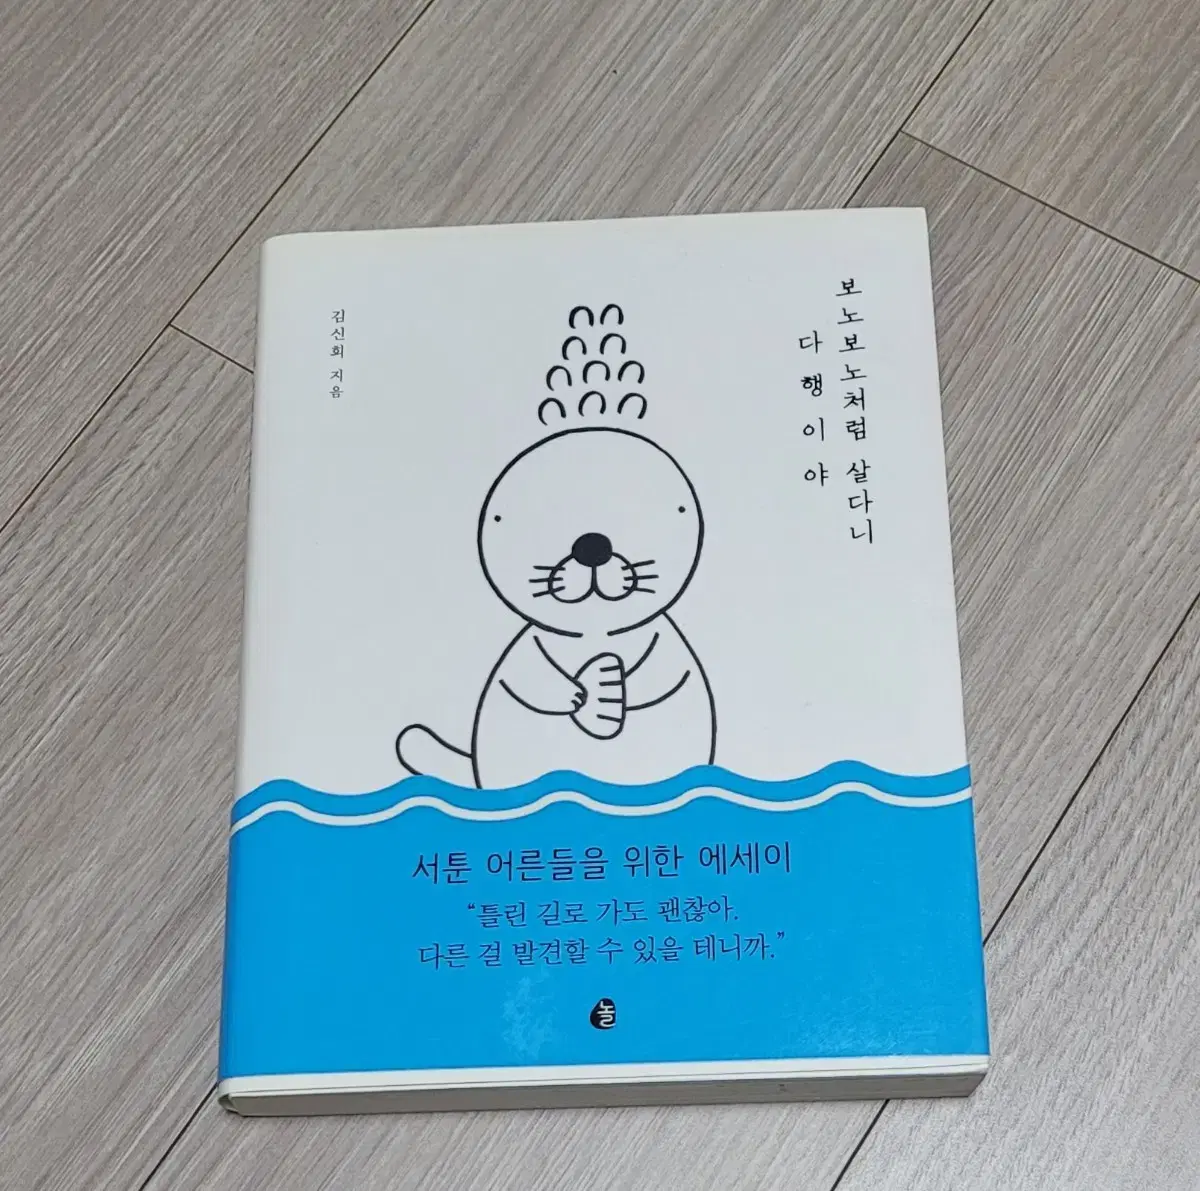 보노보노처럼 살다니
다행이야
김신회 지음
서툰 어른들을 위한 에세이
“틀린 길로 가도 괜찮아.
다른 걸 발견할 수 있을 테니까.”
놀